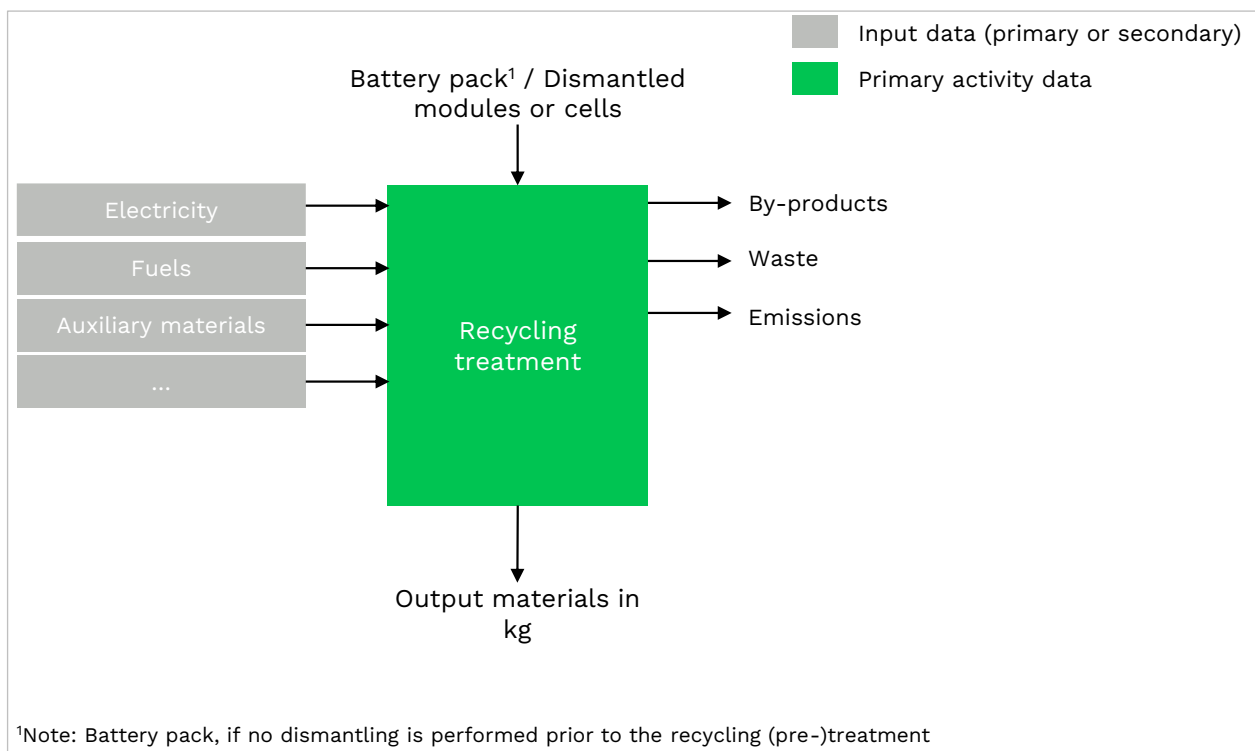 Input data (primary or secondary)
Primary activity data
Battery pack¹ / Dismantled
modules or cells
Electricity
Fuels
Auxiliary materials
...
Recycling
treatment
By-products
Waste
Emissions
Output materials in
kg
¹Note: Battery pack, if no dismantling is performed prior to the recycling (pre-)treatment